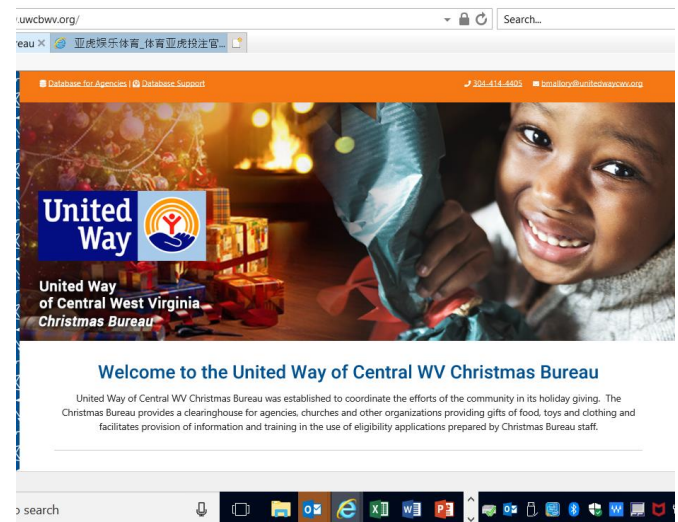 .uwcbwv.org/
Search...
reau
亚虎娱乐体育_体育亚虎投注官...
Database for Agencies | Database Support
304-414-4405
bmallory@unitedwaycwv.org
United
Way
United Way
of Central West Virginia
Christmas Bureau
Welcome to the United Way of Central WV Christmas Bureau
United Way of Central WV Christmas Bureau was established to coordinate the efforts of the community in its holiday giving. The
Christmas Bureau provides a clearinghouse for agencies, churches and other organizations providing gifts of food, toys and clothing and
facilitates provision of information and training in the use of eligibility applications prepared by Christmas Bureau staff.
search